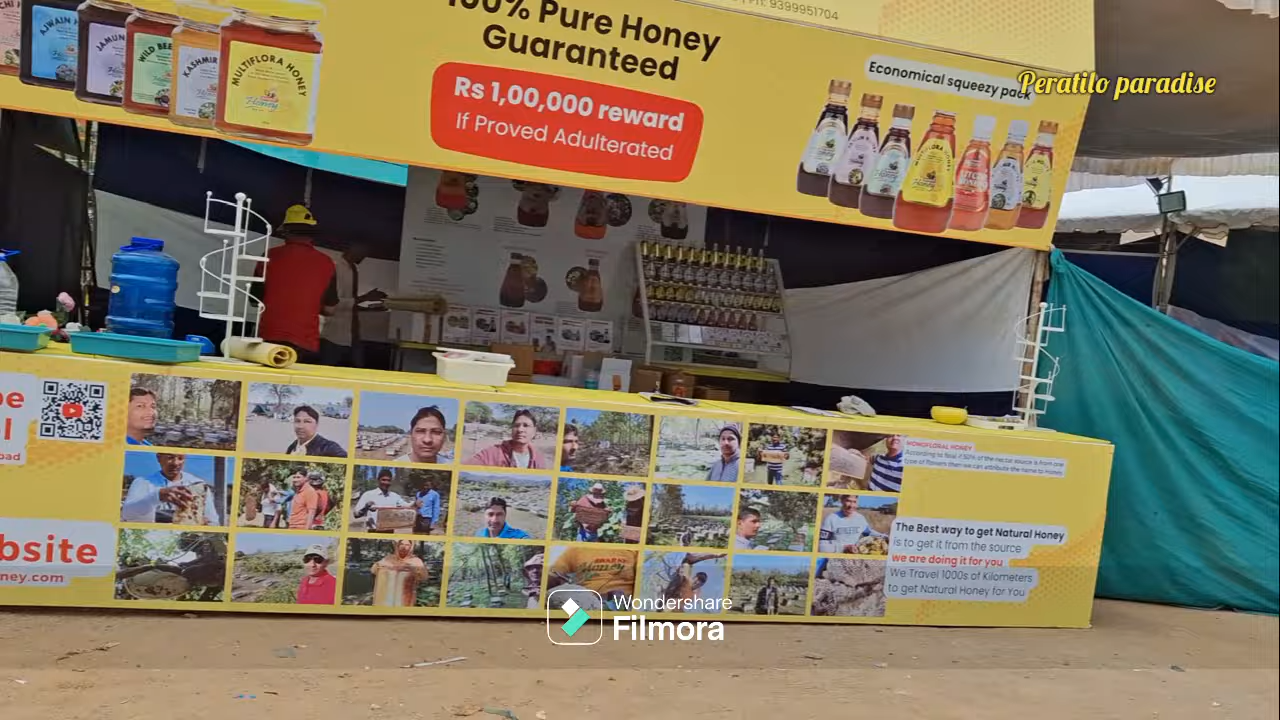 PH: 9399951704
100% Pure Honey
Guaranteed
Rs 1,00,000 reward
If Proved Adulterated
Economical squeezy pack
Peratilo paradise
AJWAIN
JAMUN
WILD BEE
KASHMIR
MULTIFLORA HONEY
Honey
be
l
bad
MONOFLORAL HONEY
The Best way to get Natural Honey
is to get it from the source
we are doing it for you
We Travel 1000s of Kilometers
to get Natural Honey for You
bsite
ney.com
Wondershare
Filmora